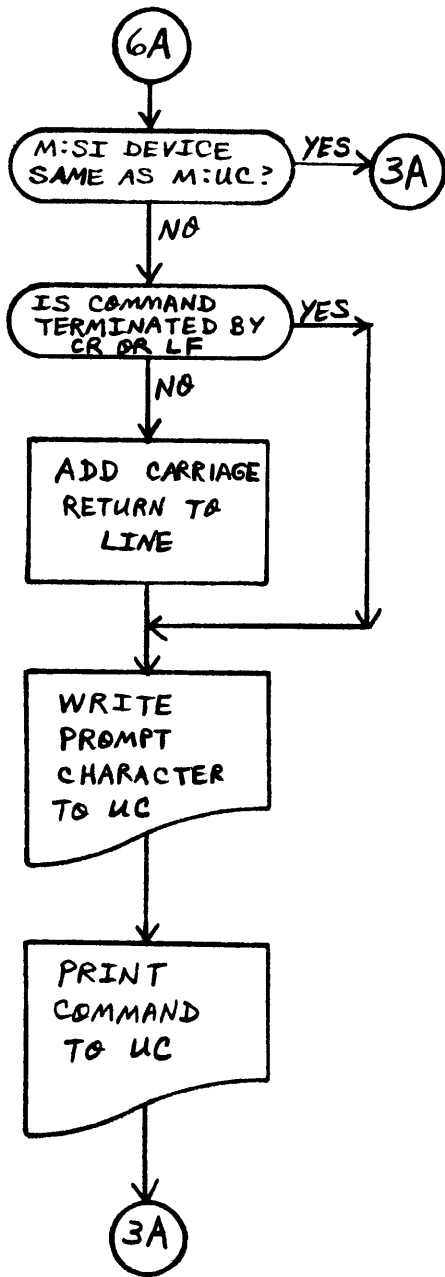 6A
M:SI DEVICE
SAME AS M:UC?
YES
3A
NO
IS COMMAND
TERMINATED BY
CR OR LF
YES
NO
ADD CARRIAGE
RETURN TO
LINE
WRITE
PROMPT
CHARACTER
TO UC
PRINT
COMMAND
TO UC
3A